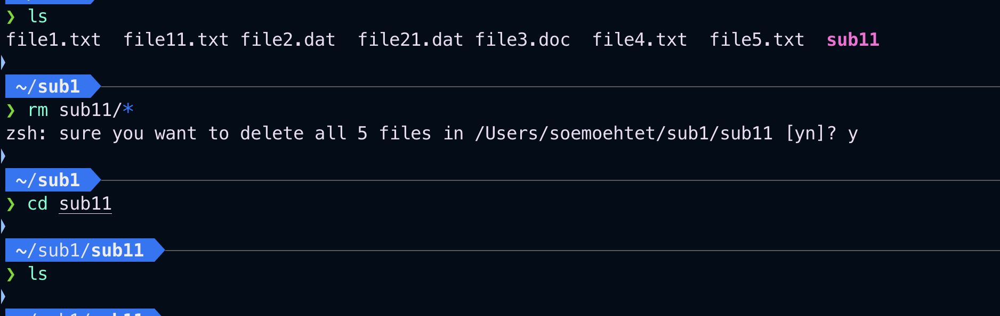 ❯ ls
file1.txt  file11.txt file2.dat  file21.dat file3.doc  file4.txt  file5.txt  sub11
~/sub1
❯ rm sub11/*
zsh: sure you want to delete all 5 files in /Users/soemoehtet/sub1/sub11 [yn]? y
~/sub1
❯ cd sub11
~/sub1/sub11
❯ ls